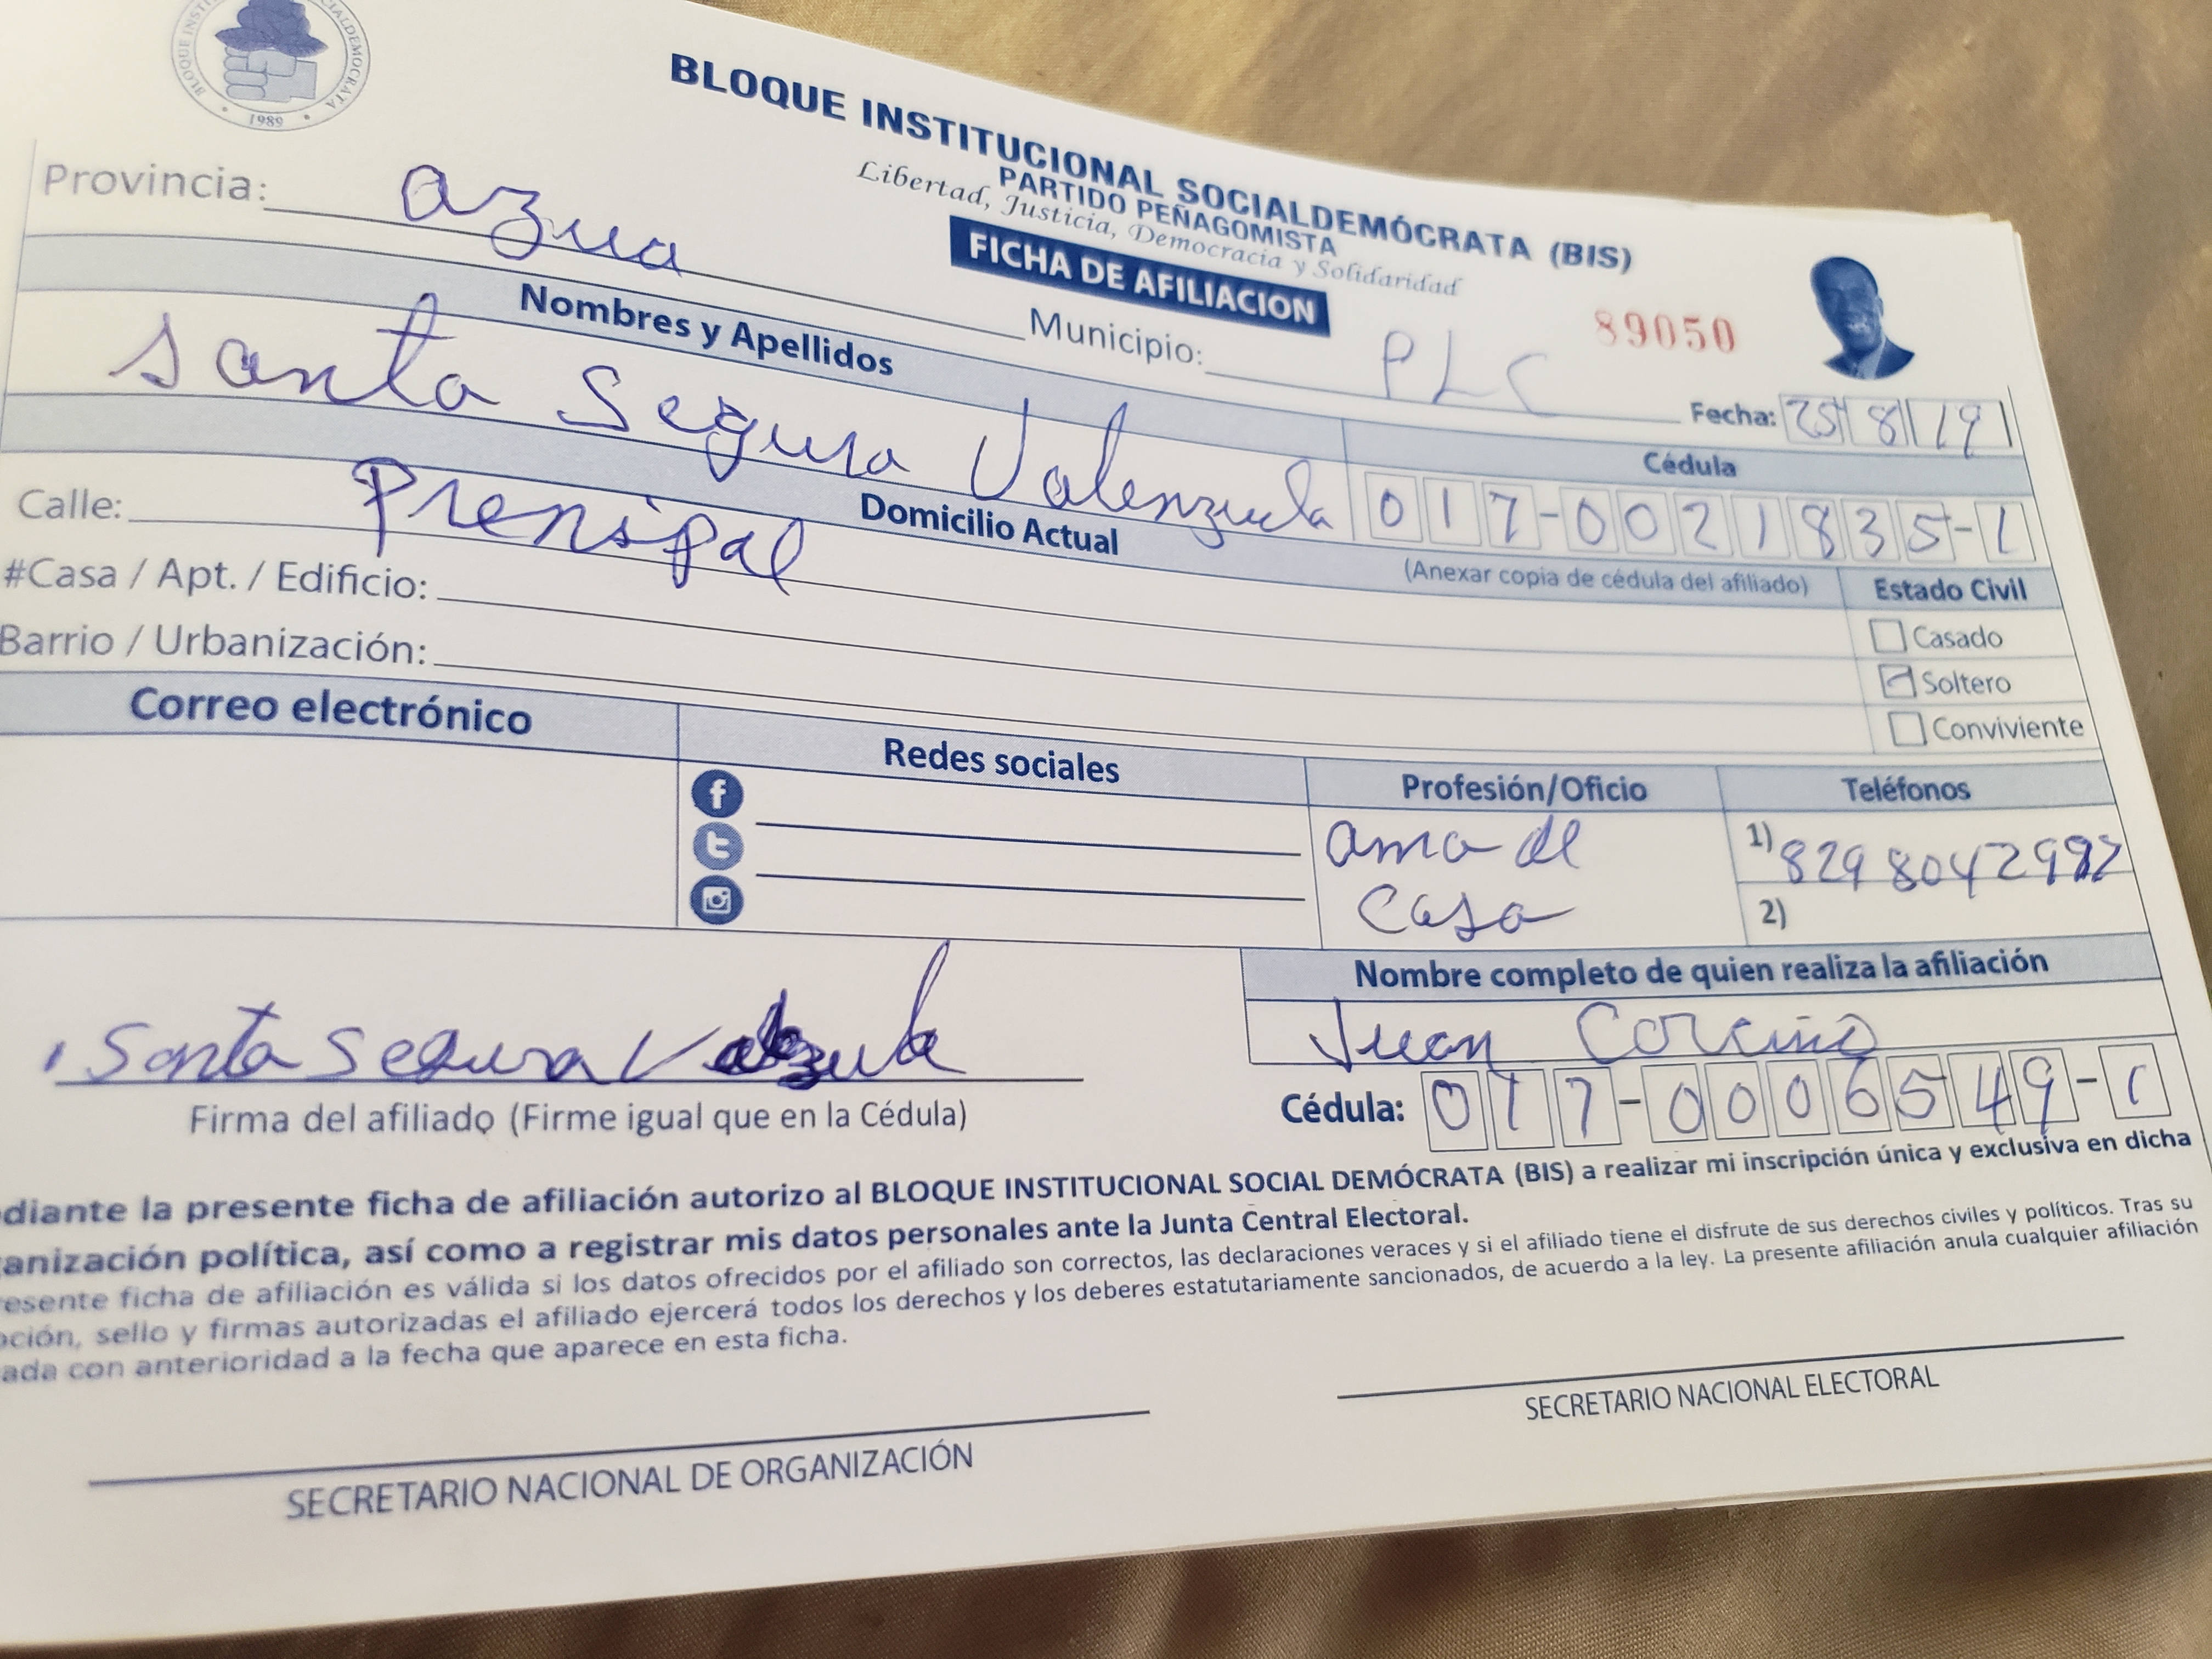 BLOQUE INSTITUCIONAL SOCIALDEMÓCRATA
1989
BLOQUE INSTITUCIONAL SOCIALDEMÓCRATA (BIS)
PARTIDO PEÑAGOMISTA
Libertad, Justicia, Democracia y Solidaridad
FICHA DE AFILIACION
89050
Provincia: azua
Municipio: PLC
Fecha: 25 8 19
Nombres y Apellidos
Santa Segura Valenzuela
Cédula
017-0021835-1
(Anexar copia de cédula del afiliado)
Domicilio Actual
Calle: Prensipal
#Casa / Apt. / Edificio:
Barrio / Urbanización:
Estado Civil
Casado
Soltero
Conviviente
Correo electrónico
Redes sociales
Profesión/Oficio
ama de
Casa
Teléfonos
1) 829804299
2)
Santa Segura
Firma del afiliado (Firme igual que en la Cédula)
Nombre completo de quien realiza la afiliación
Juan Corcino
Cédula: 017-0006549-1
diante la presente ficha de afiliación autorizo al BLOQUE INSTITUCIONAL SOCIAL DEMÓCRATA (BIS) a realizar mi inscripción única y exclusiva en dicha
anización política, así como a registrar mis datos personales ante la Junta Central Electoral.
esente ficha de afiliación es válida si los datos ofrecidos por el afiliado son correctos, las declaraciones veraces y si el afiliado tiene el disfrute de sus derechos civiles y políticos. Tras su
ción, sello y firmas autorizadas el afiliado ejercerá todos los derechos y los deberes estatutariamente sancionados, de acuerdo a la ley. La presente afiliación anula cualquier afiliación
ada con anterioridad a la fecha que aparece en esta ficha.
SECRETARIO NACIONAL DE ORGANIZACIÓN
SECRETARIO NACIONAL ELECTORAL